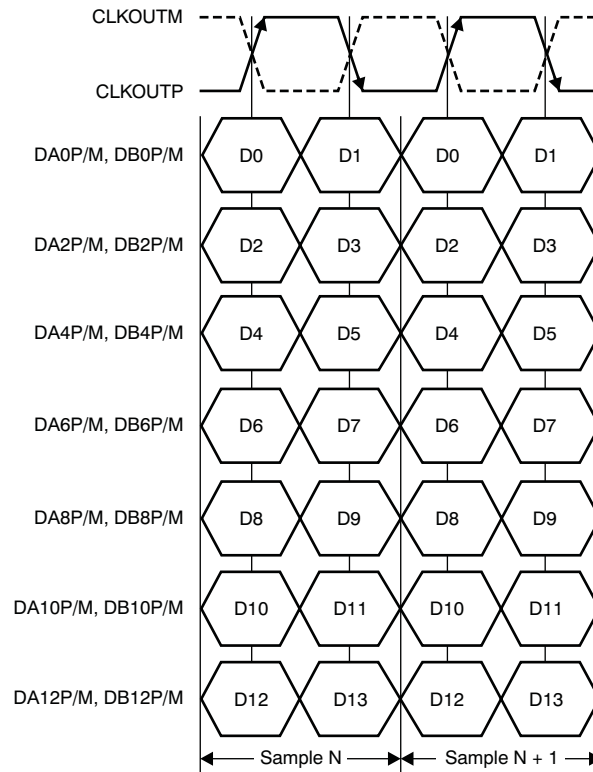 CLKOUTM
CLKOUTP
DA0P/M, DB0P/M D0 D1 D0 D1
DA2P/M, DB2P/M D2 D3 D2 D3
DA4P/M, DB4P/M D4 D5 D4 D5
DA6P/M, DB6P/M D6 D7 D6 D7
DA8P/M, DB8P/M D8 D9 D8 D9
DA10P/M, DB10P/M D10 D11 D10 D11
DA12P/M, DB12P/M D12 D13 D12 D13
Sample N Sample N + 1